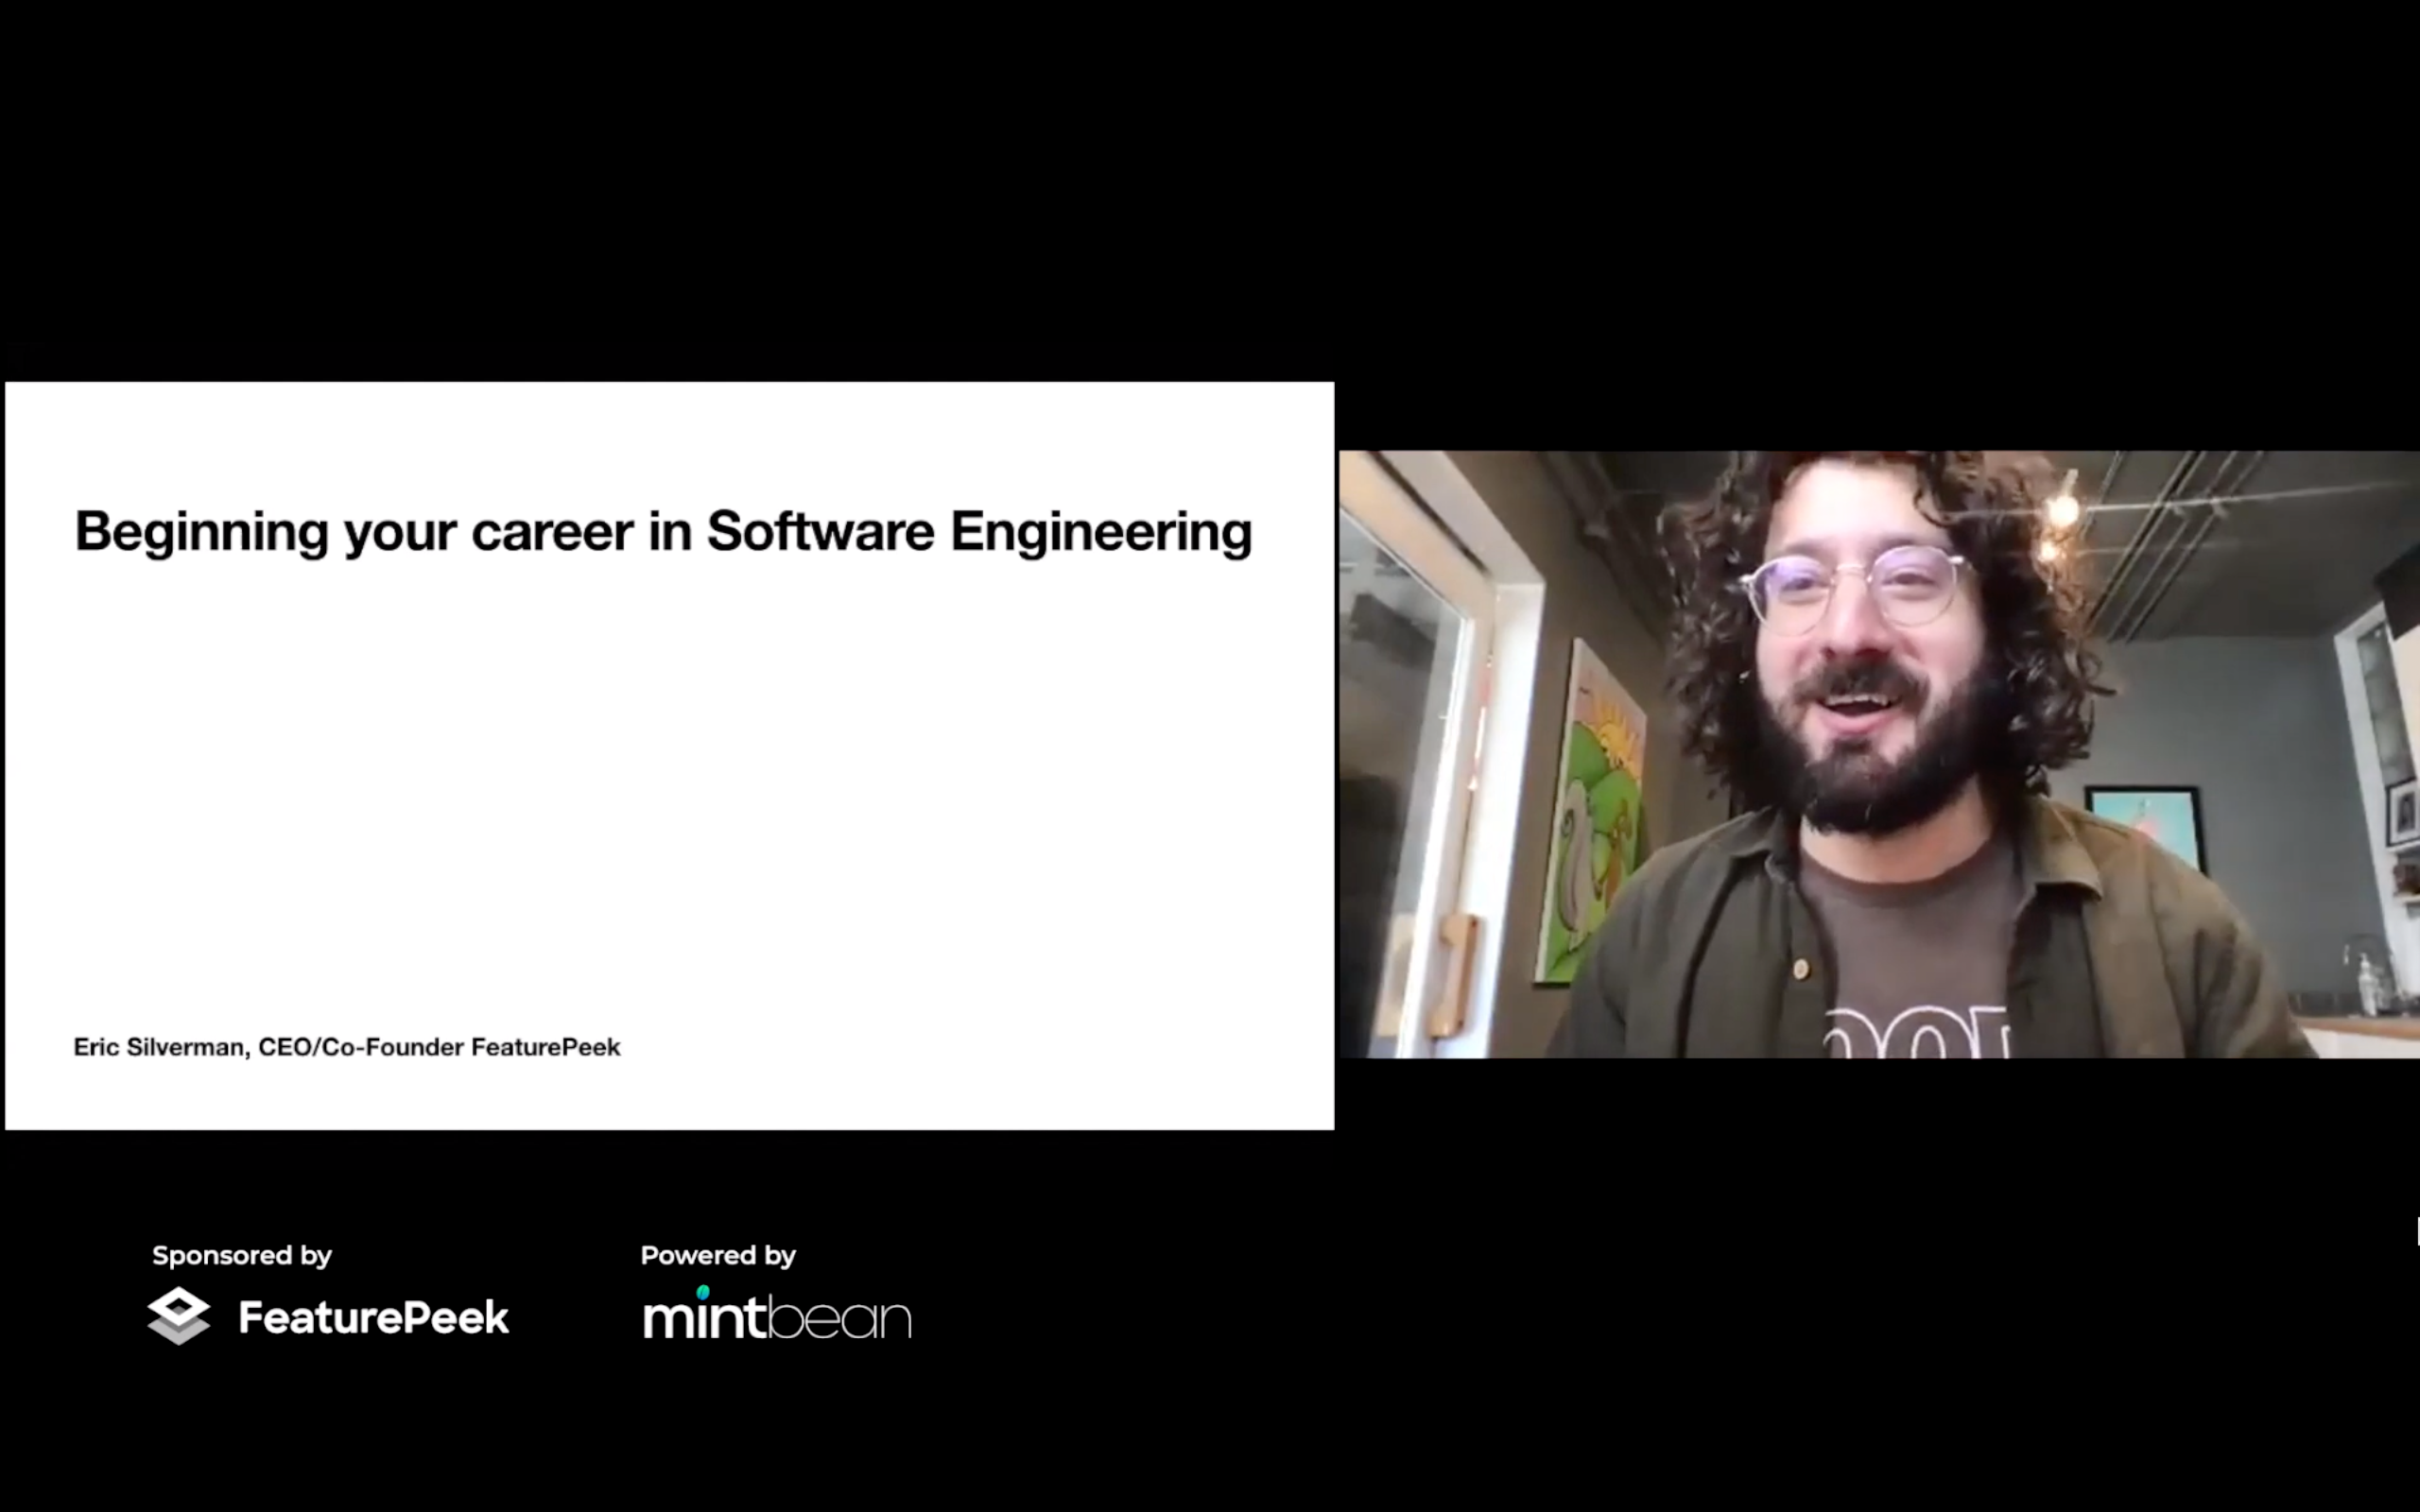 Beginning your career in Software Engineering
Eric Silverman, CEO/Co-Founder FeaturePeek
Sponsored by
FeaturePeek
Powered by
mintbean